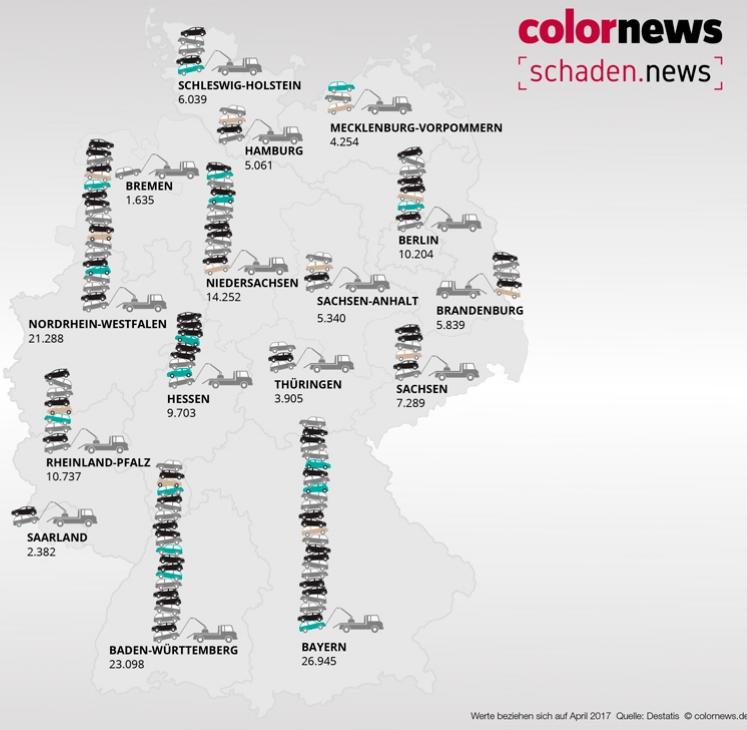 colornews
[schaden.news]
SCHLESWIG-HOLSTEIN
6.039
MECKLENBURG-VORPOMMERN
4.254
HAMBURG
5.061
BREMEN
1.635
BERLIN
10.204
NIEDERSACHSEN
14.252
SACHSEN-ANHALT
5.340
BRANDENBURG
5.839
NORDRHEIN-WESTFALEN
21.288
HESSEN
9.703
THÜRINGEN
3.905
SACHSEN
7.289
RHEINLAND-PFALZ
10.737
SAARLAND
2.382
BADEN-WÜRTTEMBERG
23.098
BAYERN
26.945
Werte beziehen sich auf April 2017 Quelle: Destatis © colornews.de